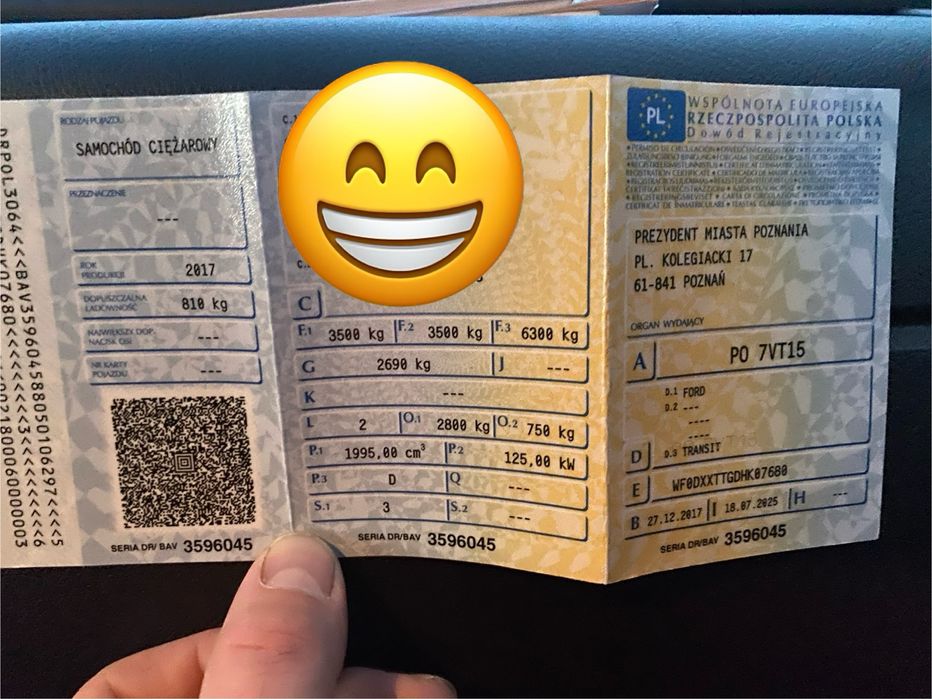 RODZAJ POJAZDU
SAMOCHÓD CIĘŻAROWY
PRZEZNACZENIE
---
ROK PRODUKCJI 2017
DOPUSZCZALNA ŁADOWNOŚĆ 810 kg
NAJWIĘKSZY DOP. NACISK OSI ---
NR KARTY POJAZDU ---
SERIA DR/BAV 3596045
C
F.1 3500 kg F.2 3500 kg F.3 6300 kg
G 2690 kg J ---
K ---
L 2 O.1 2800 kg O.2 750 kg
P.1 1995,00 cm³ P.2 125,00 kW
P.3 D Q ---
S.1 3 S.2 ---
SERIA DR/BAV 3596045
PL
WSPÓLNOTA EUROPEJSKA
RZECZPOSPOLITA POLSKA
Dowód Rejestracyjny
PREZYDENT MIASTA POZNANIA
PL. KOLEGIACKI 17
61-841 POZNAŃ
ORGAN WYDAJĄCY
A PO 7VT15
D.1 FORD
D.2 ---
----
----
D D.3 TRANSIT
E WF0DXXTTGDHK07680
B 27.12.2017 I 18.07.2025 H ---
SERIA DR/BAV 3596045